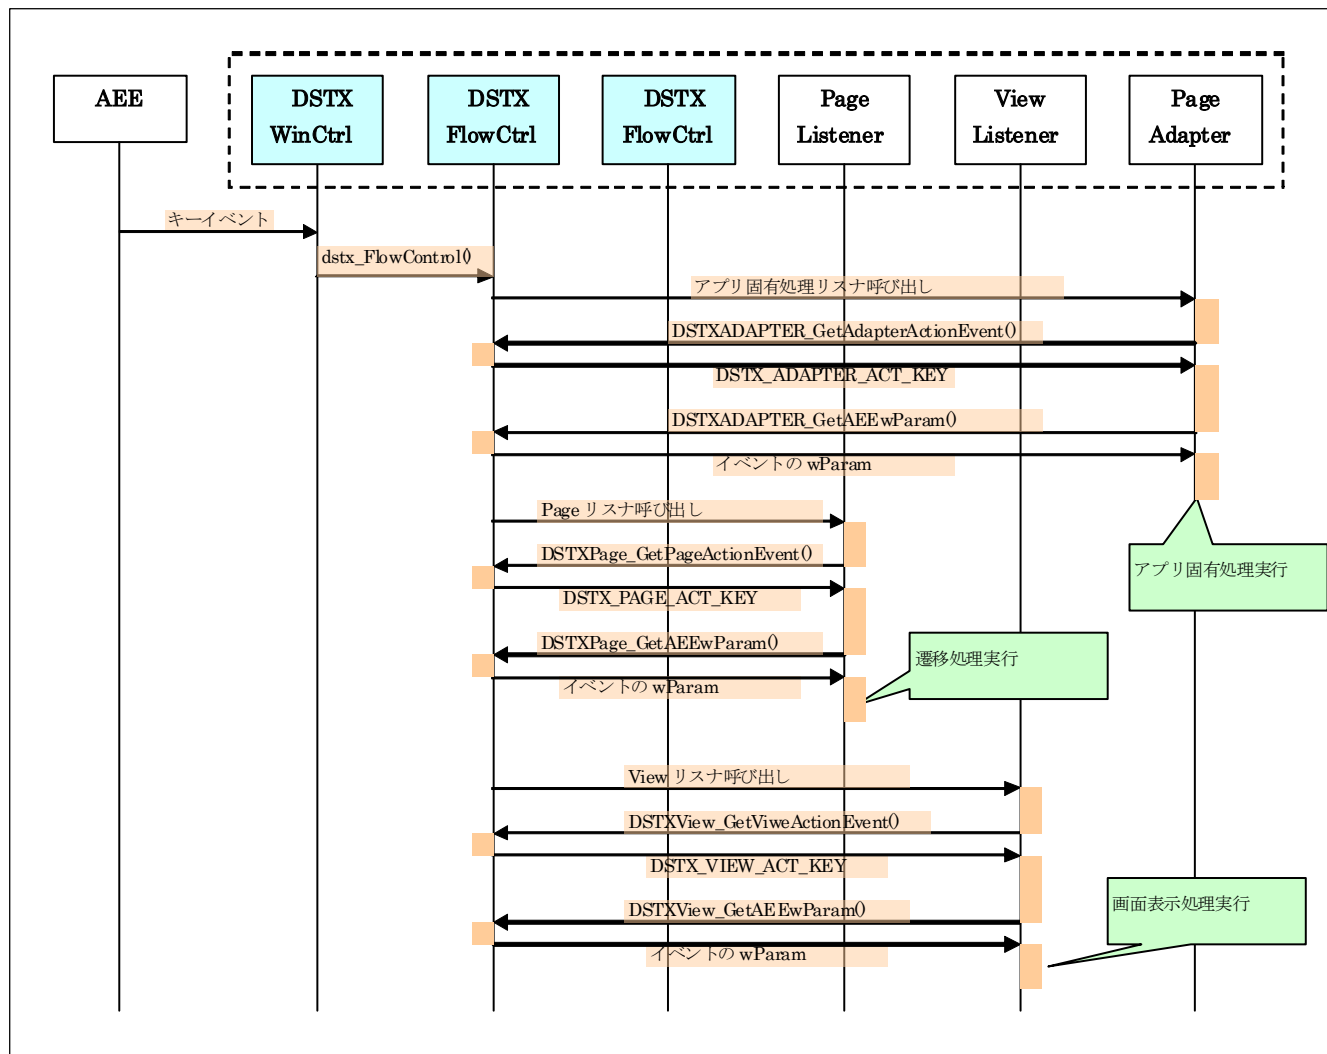 AEE
DSTX
WinCtrl
DSTX
FlowCtrl
DSTX
FlowCtrl
Page
Listener
View
Listener
Page
Adapter
キーイベント
dstx_FlowControl()
アプリ固有処理リスナ呼び出し
DSTXADAPTER_GetAdapterActionEvent()
DSTX_ADAPTER_ACT_KEY
DSTXADAPTER_GetAEEwParam()
イベントの wParam
Page リスナ呼び出し
DSTXPage_GetPageActionEvent()
アプリ固有処理実行
DSTX_PAGE_ACT_KEY
DSTXPage_GetAEEwParam()
遷移処理実行
イベントの wParam
View リスナ呼び出し
DSTXView_GetViweActionEvent()
DSTX_VIEW_ACT_KEY
DSTXView_GetAEEwParam()
画面表示処理実行
イベントの wParam